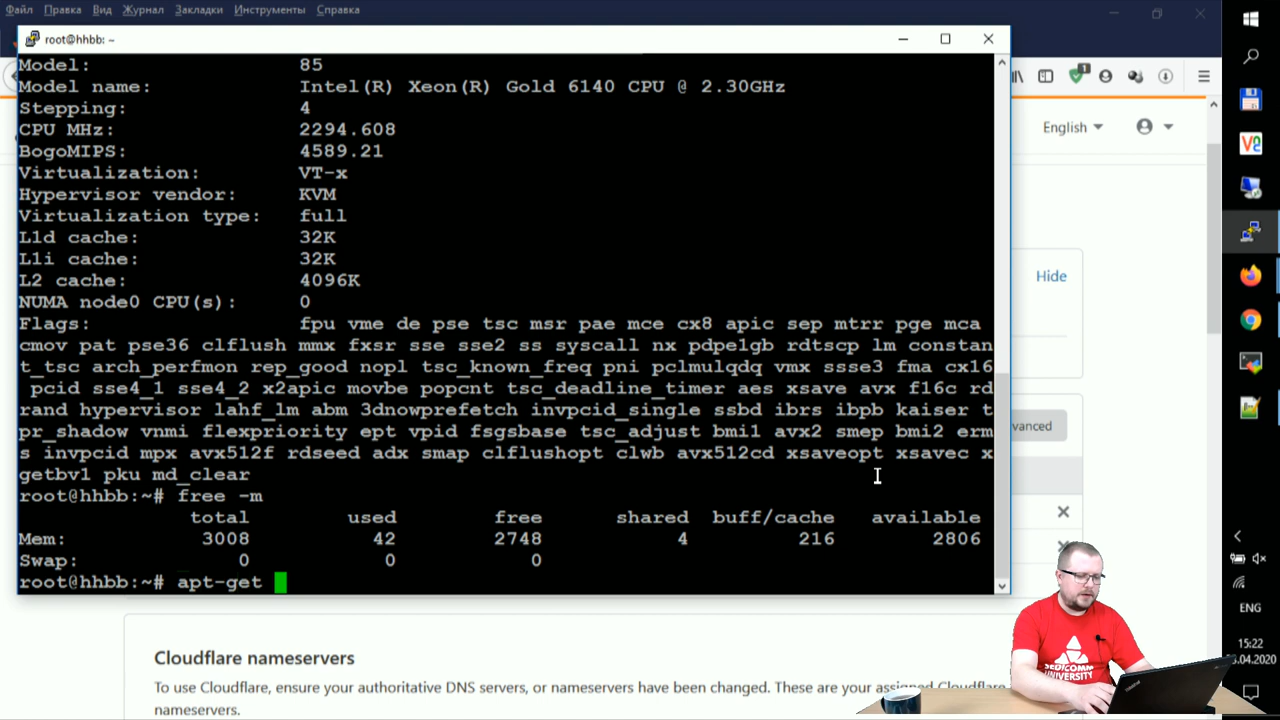 Файл Правка Вид Журнал Закладки Инструменты Справка
root@hhbb: ~
Model: 85
Model name: Intel(R) Xeon(R) Gold 6140 CPU @ 2.30GHz
Stepping: 4
CPU MHz: 2294.608
BogoMIPS: 4589.21
Virtualization: VT-x
Hypervisor vendor: KVM
Virtualization type: full
L1d cache: 32K
L1i cache: 32K
L2 cache: 4096K
NUMA node0 CPU(s): 0
Flags: fpu vme de pse tsc msr pae mce cx8 apic sep mtrr pge mca
cmov pat pse36 clflush mmx fxsr sse sse2 ss syscall nx pdpe1gb rdtscp lm constan
t_tsc arch_perfmon rep_good nopl tsc_known_freq pni pclmulqdq vmx ssse3 fma cx16
pcid sse4_1 sse4_2 x2apic movbe popcnt tsc_deadline_timer aes xsave avx f16c rd
rand hypervisor lahf_lm abm 3dnowprefetch invpcid_single ssbd ibrs ibpb kaiser t
pr_shadow vnmi flexpriority ept vpid fsgsbase tsc_adjust bmi1 avx2 smep bmi2 erm
s invpcid mpx avx512f rdseed adx smap clflushopt clwb avx512cd xsaveopt xsavec x
getbv1 pku md_clear
root@hhbb:~# free -m
total used free shared buff/cache available
Mem: 3008 42 2748 4 216 2806
Swap: 0 0 0
root@hhbb:~# apt-get
1
English
Hide
vanced
Cloudflare nameservers
To use Cloudflare, ensure your authoritative DNS servers, or nameservers have been changed. These are your assigned Cloudflare
nameservers.
SEDICOMM
UNIVERSITY
ENG
15:22
.04.2020